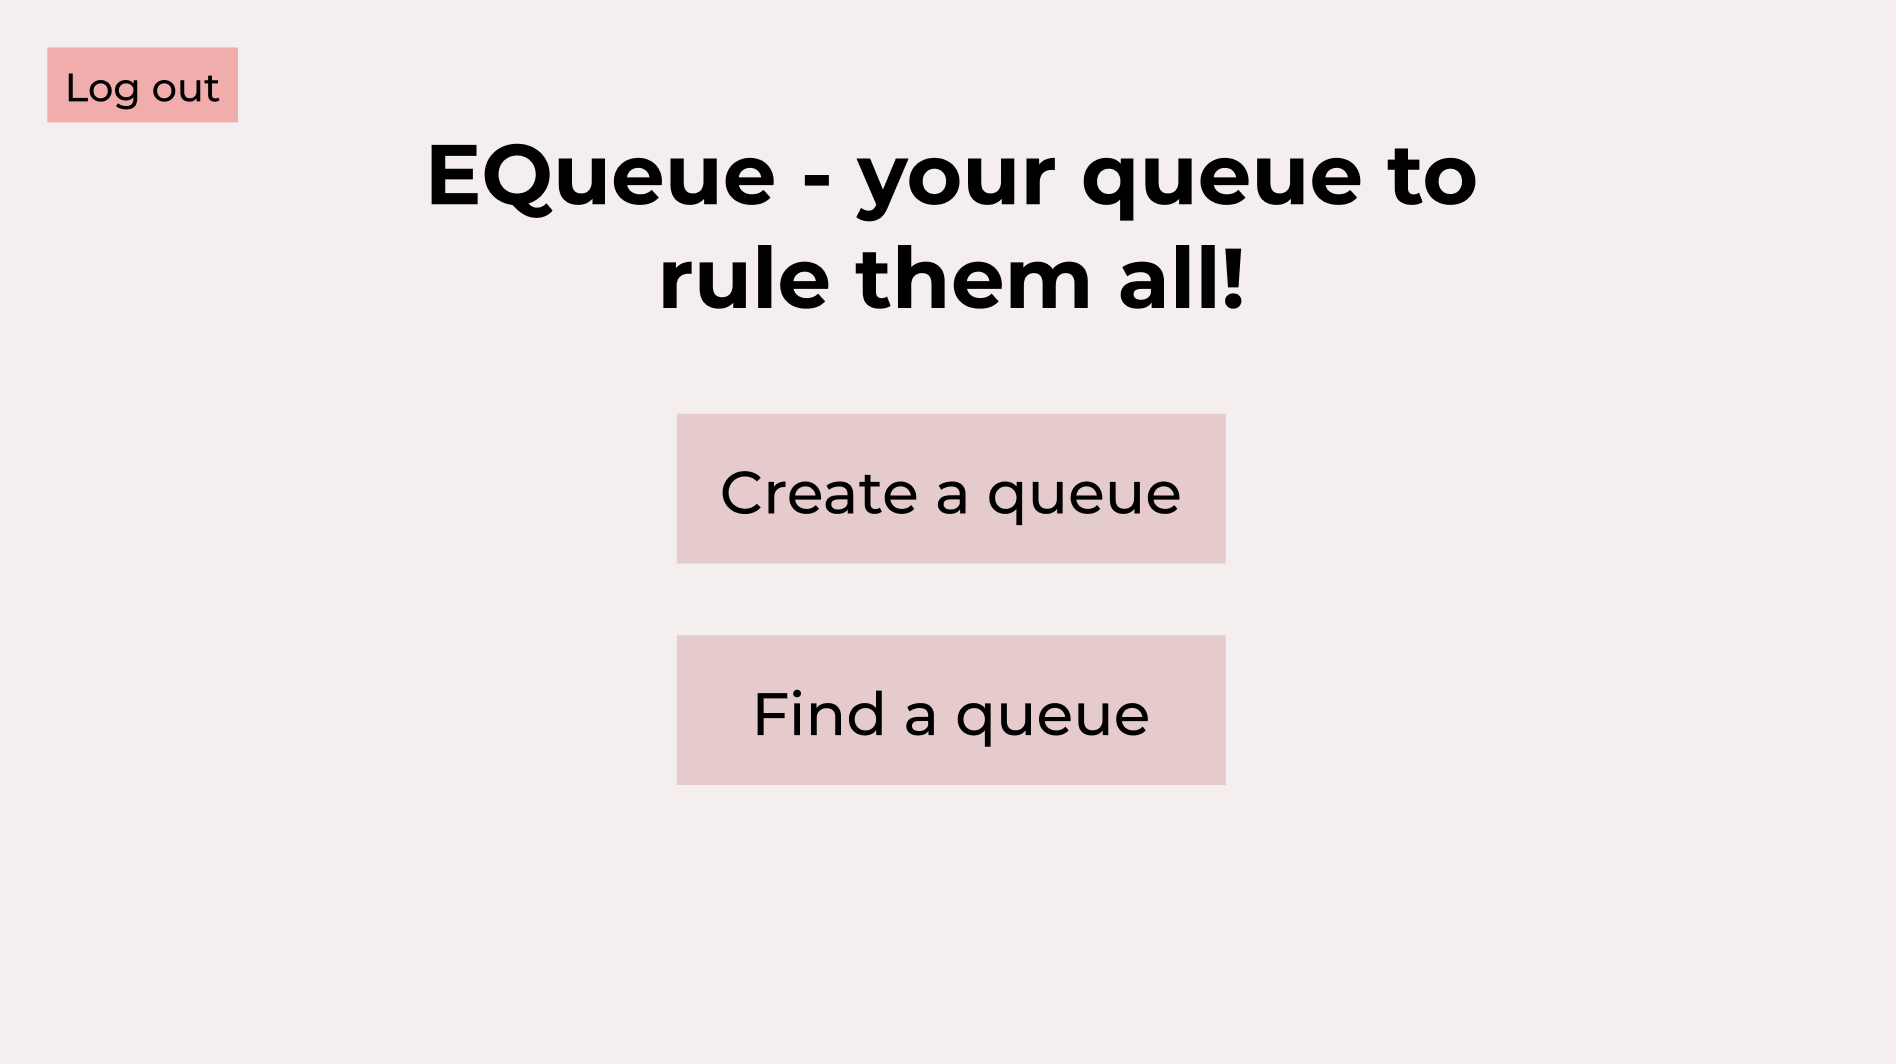 Log out
EQueue - your queue to
rule them all!
Create a queue
Find a queue